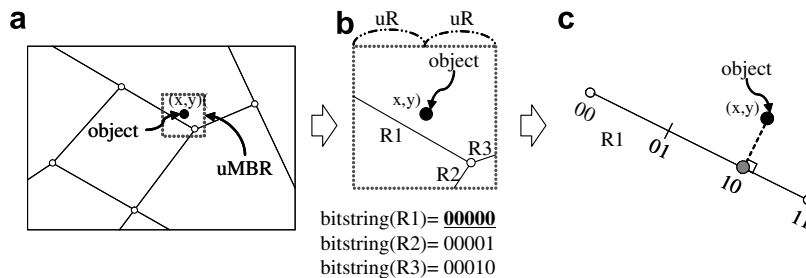 a
(x,y)
object
uMBR
b
uR uR
object
x,y)
R1
R3
R2
bitstring(R1)= 00000
bitstring(R2)= 00001
bitstring(R3)= 00010
c
object
(x,y)
00
R1
01
10
11